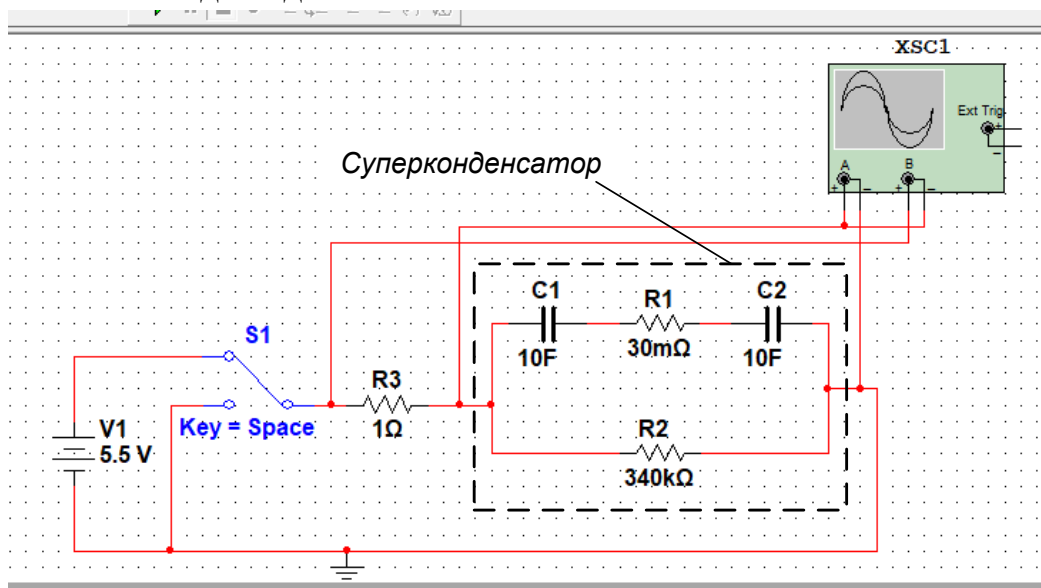 XSC1
Ext Trig
+
−
A
B
+
−
+
−
Суперконденсатор
C1
10F
R1
30mΩ
C2
10F
S1
Key = Space
R3
1Ω
V1
5.5 V
R2
340kΩ